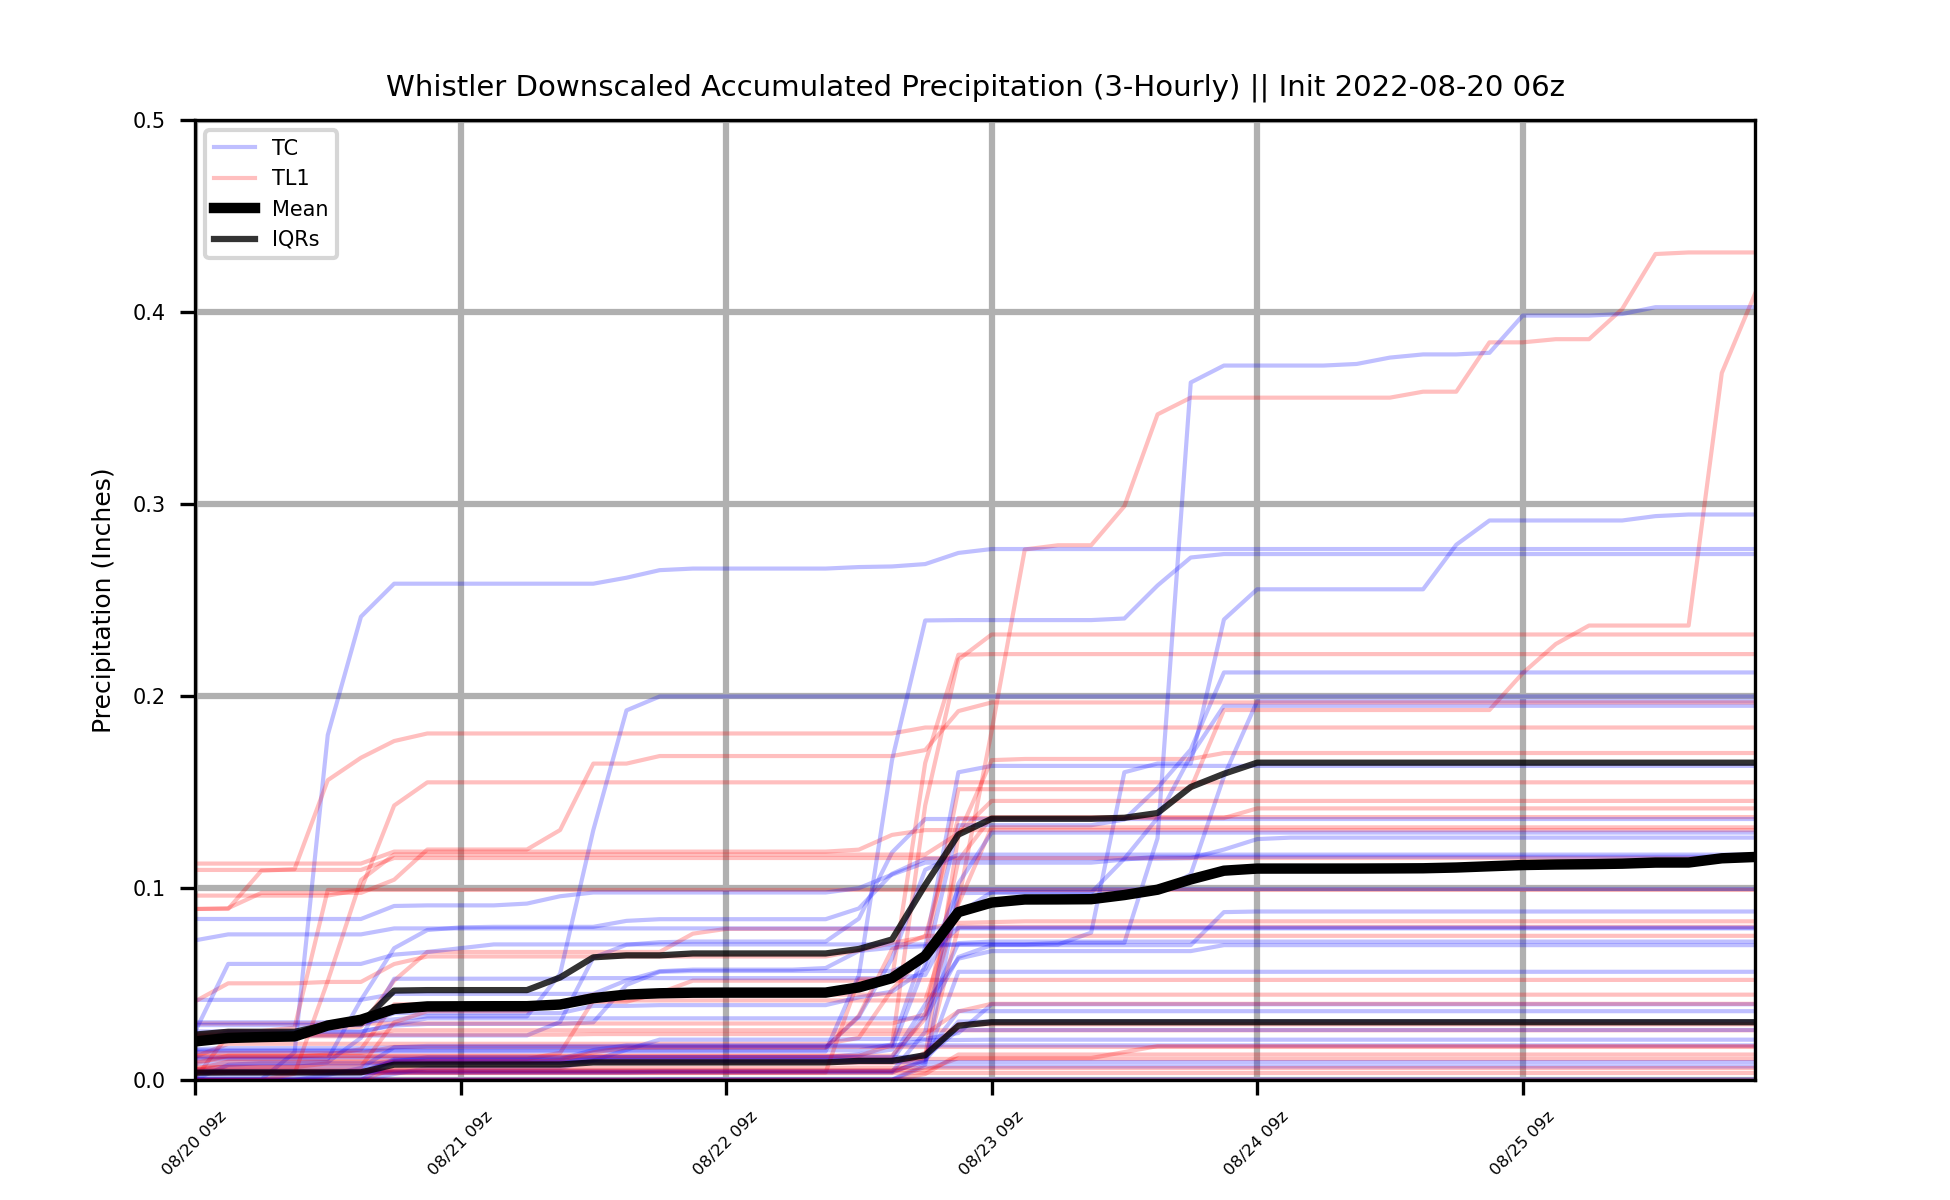 Whistler Downscaled Accumulated Precipitation (3-Hourly) || Init 2022-08-20 06z
TC
TL1
Mean
IQRs
Precipitation (Inches)
0.5
0.4
0.3
0.2
0.1
0.0
08/20 09z
08/21 09z
08/22 09z
08/23 09z
08/24 09z
08/25 09z